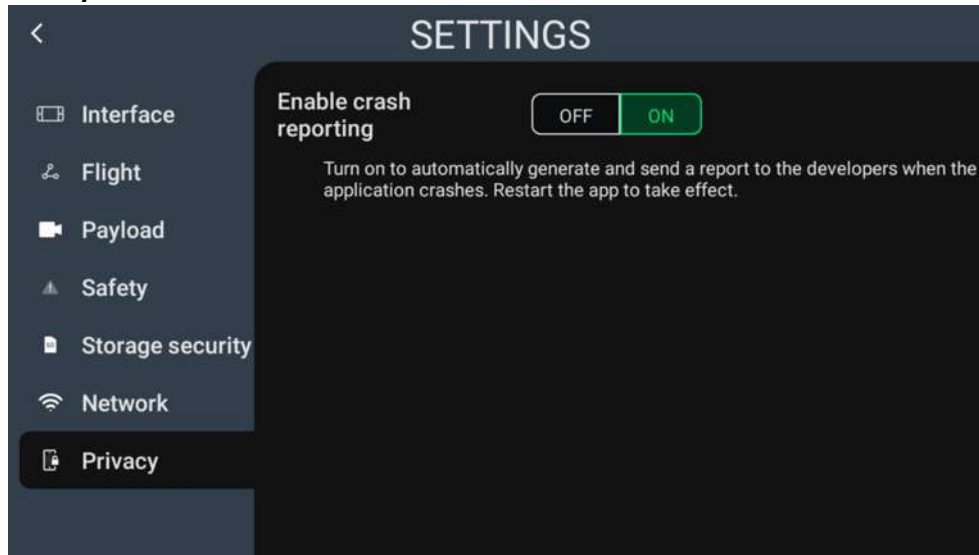 SETTINGS
Interface
Flight
Payload
Safety
Storage security
Network
Privacy
Enable crash
reporting
OFF
ON
Turn on to automatically generate and send a report to the developers when the
application crashes. Restart the app to take effect.